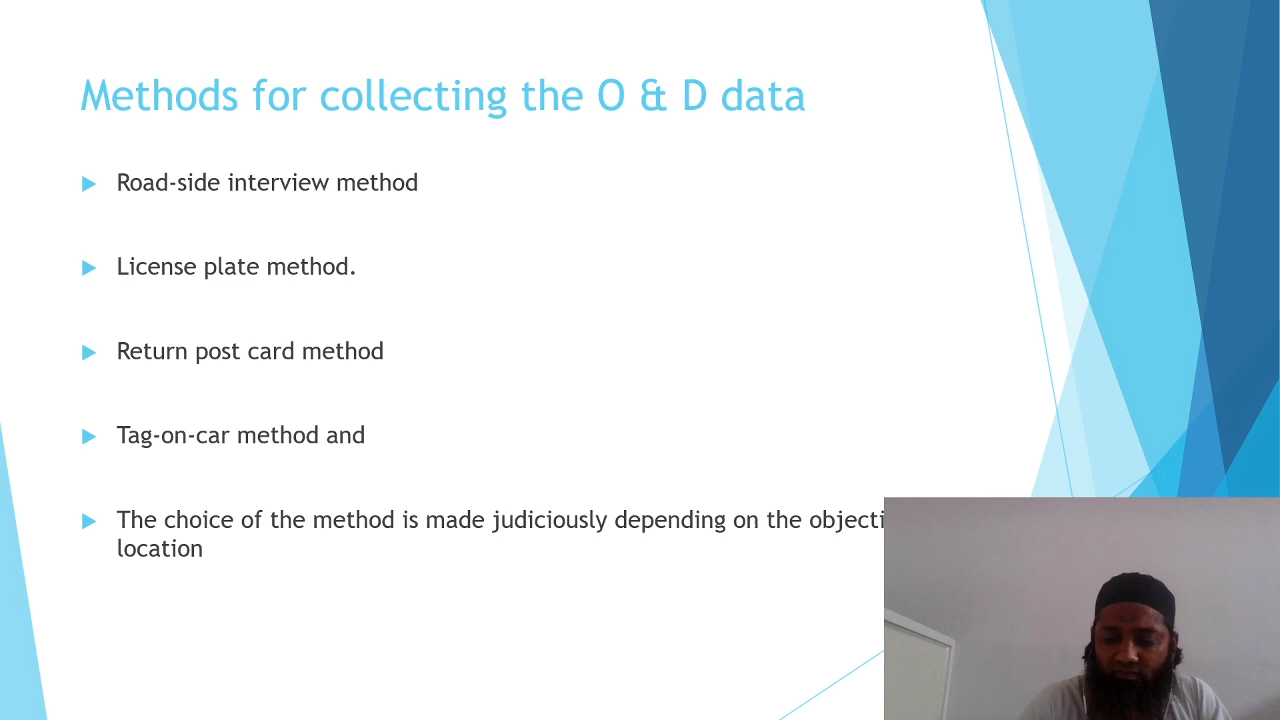 Methods for collecting the O & D data
Road-side interview method
License plate method.
Return post card method
Tag-on-car method and
The choice of the method is made judiciously depending on the
location